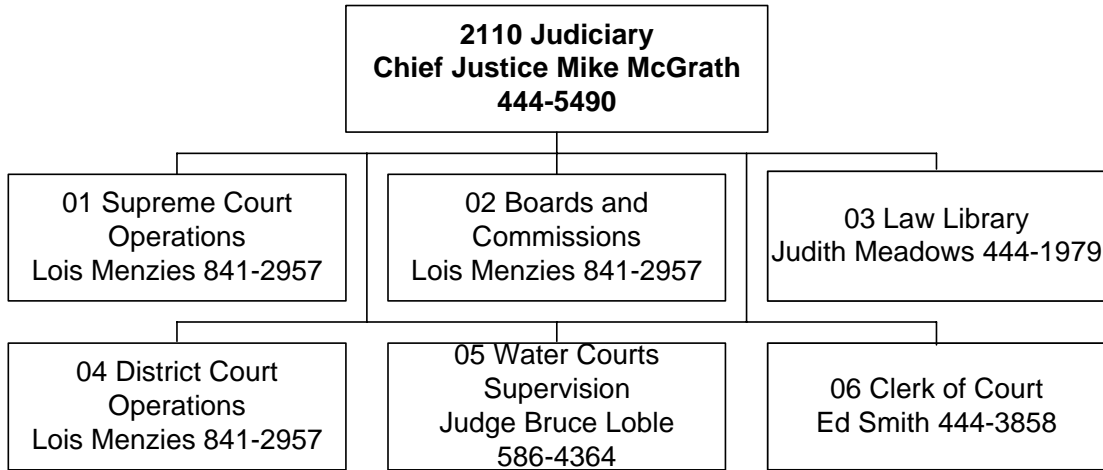 2110 Judiciary
Chief Justice Mike McGrath
444-5490
01 Supreme Court
Operations
Lois Menzies 841-2957
02 Boards and
Commissions
Lois Menzies 841-2957
03 Law Library
Judith Meadows 444-1979
04 District Court
Operations
Lois Menzies 841-2957
05 Water Courts
Supervision
Judge Bruce Loble
586-4364
06 Clerk of Court
Ed Smith 444-3858